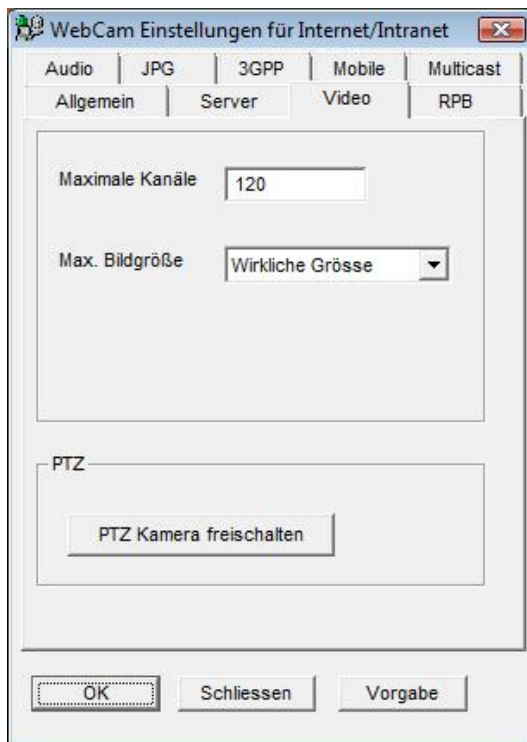 WebCam Einstellungen für Internet/Intranet
Audio JPG 3GPP Mobile Multicast
Allgemein Server Video RPB
Maximale Kanäle 120
Max. Bildgröße Wirkliche Grösse
PTZ
PTZ Kamera freischalten
OK Schliessen Vorgabe